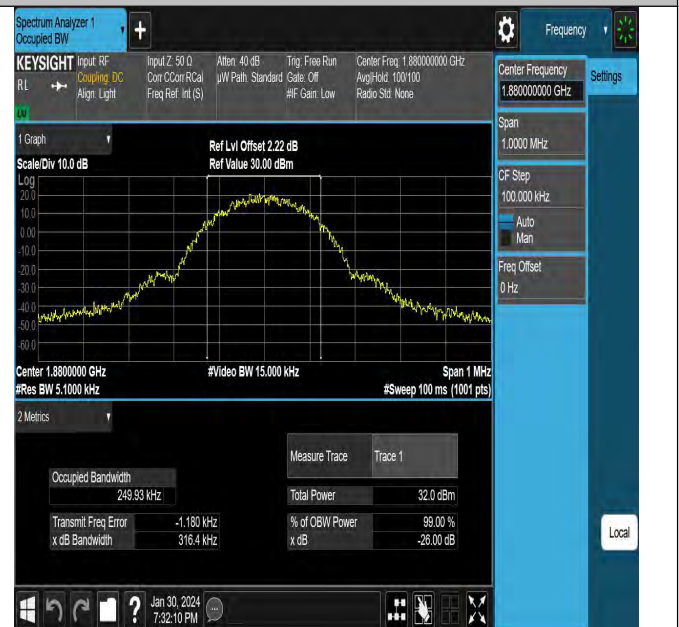 Spectrum Analyzer 1
Occupied BW
+
Frequency
KEYSIGHT
RL
Input: RF
Coupling: DC
Align: Light
Input Z: 50 Ω
Corr CCorr RCal
Freq Ref: Int (S)
Atten: 40 dB
µW Path: Standard
Trig: Free Run
Gate: Off
#IF Gain: Low
Center Freq: 1.880000000 GHz
Avg|Hold: 100/100
Radio Std: None
Center Frequency
1.880000000 GHz
Settings
Span
1.0000 MHz
CF Step
100.000 kHz
Auto
Man
Freq Offset
0 Hz
1 Graph
Scale/Div 10.0 dB
Ref Lvl Offset 2.22 dB
Ref Value 30.00 dBm
Log
20.0
10.0
0.00
-10.0
-20.0
-30.0
-40.0
-50.0
-60.0
Center 1.8800000 GHz
#Video BW 15.000 kHz
Span 1 MHz
#Res BW 5.1000 kHz
#Sweep 100 ms (1001 pts)
2 Metrics
Measure Trace
Trace 1
Occupied Bandwidth
249.93 kHz
Total Power
32.0 dBm
Transmit Freq Error
-1.180 kHz
% of OBW Power
99.00 %
x dB Bandwidth
316.4 kHz
x dB
-26.00 dB
Local
?
Jan 30, 2024
7:32:10 PM